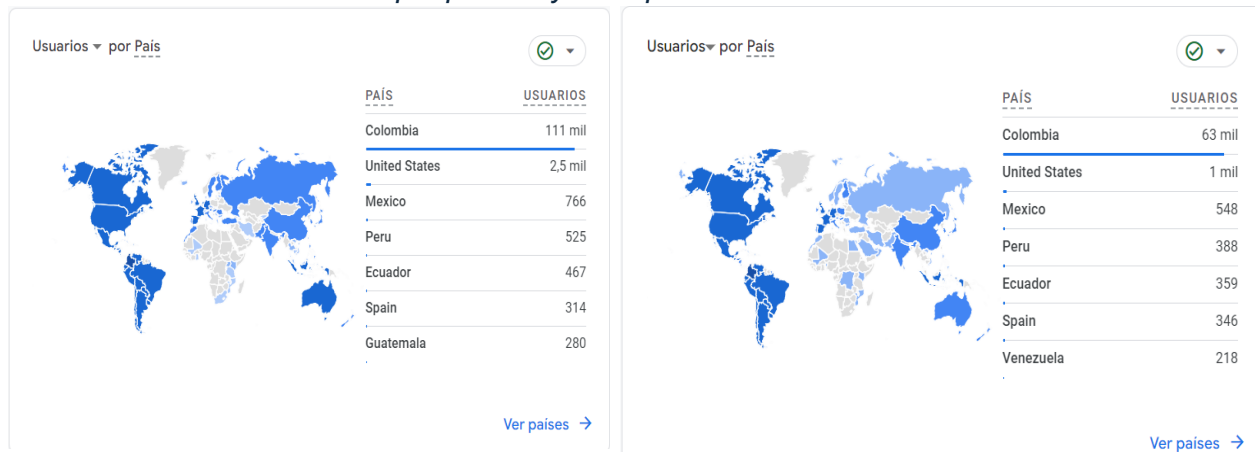 Usuarios por País
PAÍS USUARIOS
Colombia 111 mil
United States 2,5 mil
Mexico 766
Peru 525
Ecuador 467
Spain 314
Guatemala 280
Ver países
Usuarios por País
PAÍS USUARIOS
Colombia 63 mil
United States 1 mil
Mexico 548
Peru 388
Ecuador 359
Spain 346
Venezuela 218
Ver países